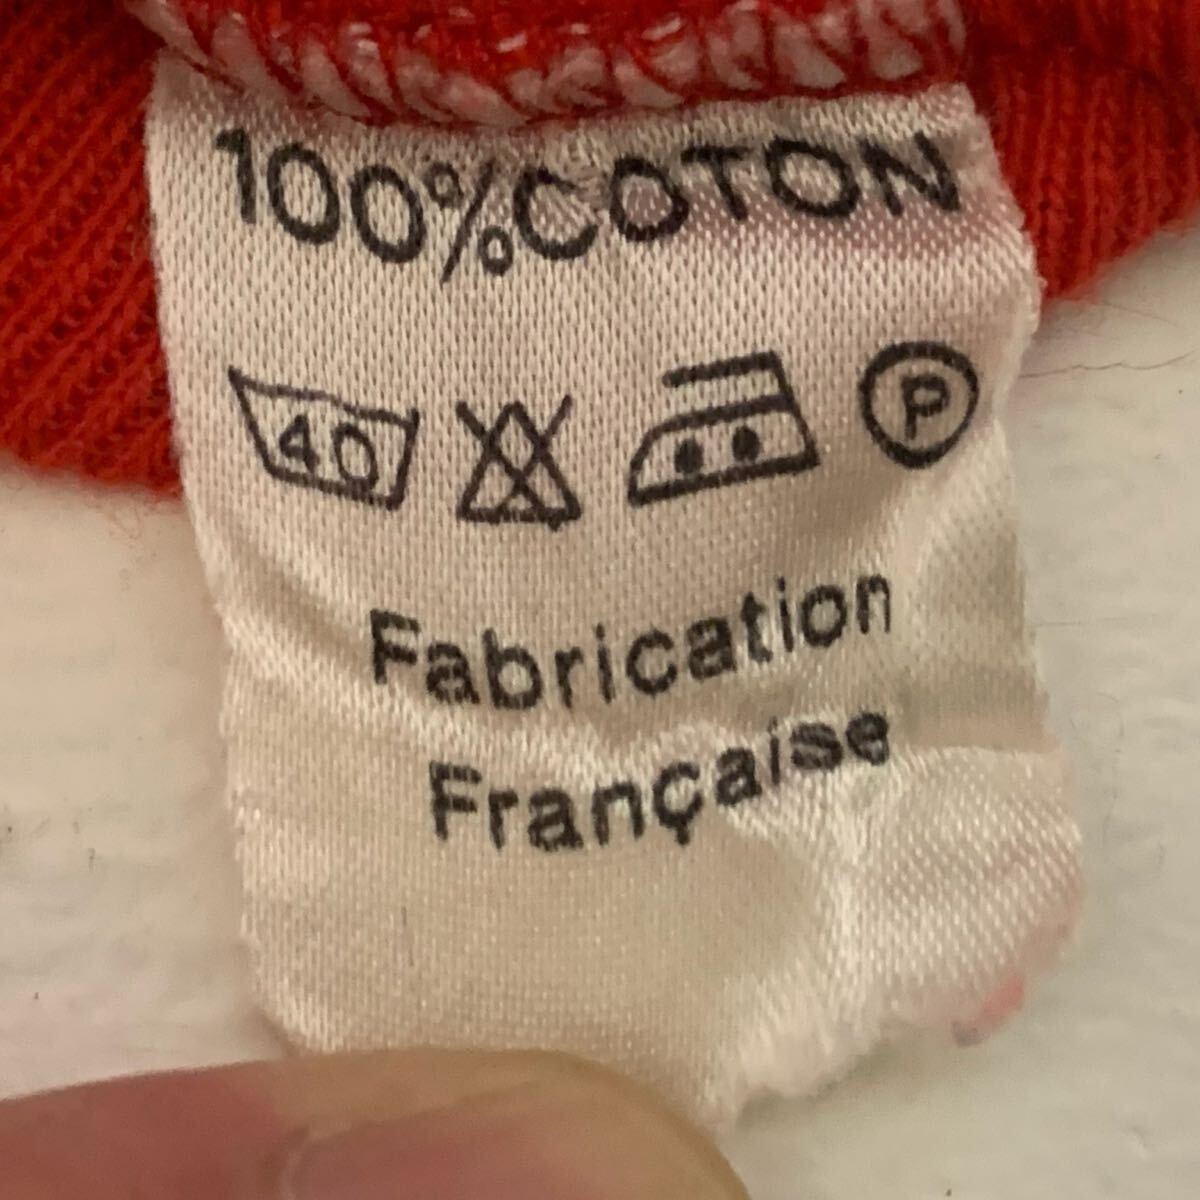 100%COTON
40 P
Fabrication
Française